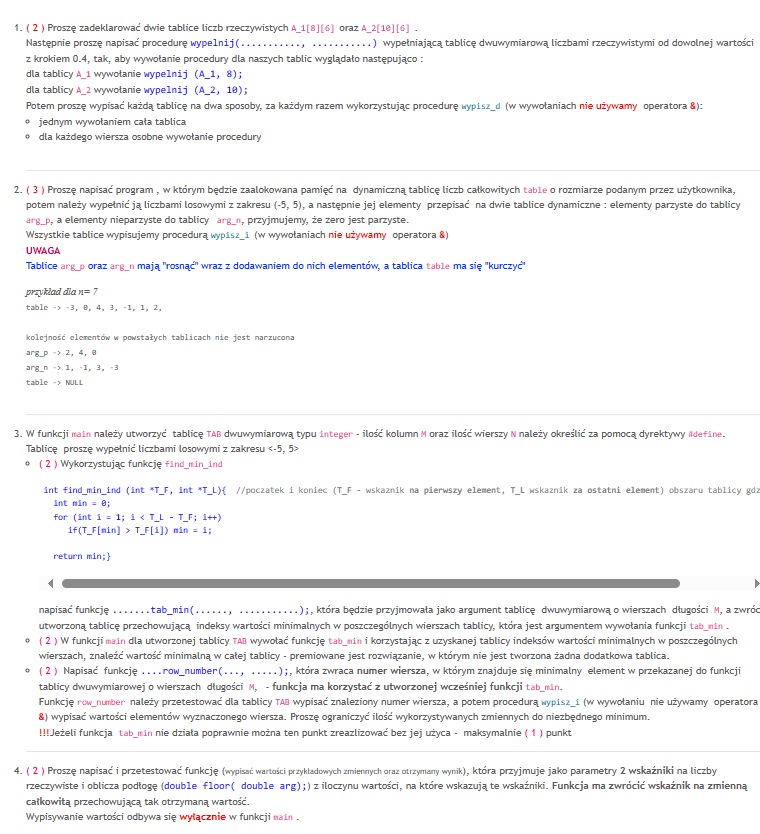 1. ( 2 ) Proszę zadeklarować dwie tablice liczb rzeczywistych A_1[8][6] oraz A_2[10][6] .
Następnie proszę napisać procedurę wypelnij(..........., ...........) wypełniającą tablicę dwuwymiarową liczbami rzeczywistymi od dowolnej wartości
z krokiem 0.4, tak, aby wywołanie procedury dla naszych tablic wyglądało następująco :
dla tablicy A_1 wywołanie wypelnij (A_1, 8);
dla tablicy A_2 wywołanie wypelnij (A_2, 10);
Potem proszę wypisać każdą tablicę na dwa sposoby, za każdym razem wykorzystując procedurę wypisz_d (w wywołaniach nie używamy operatora &):
jednym wywołaniem cała tablica
dla każdego wiersza osobne wywołanie procedury
2. ( 3 ) Proszę napisać program , w którym będzie zaalokowana pamięć na dynamiczną tablicę liczb całkowitych table o rozmiarze podanym przez użytkownika,
potem należy wypełnić ją liczbami losowymi z zakresu (-5, 5), a następnie jej elementy przepisać na dwie tablice dynamiczne : elementy parzyste do tablicy
arg_p, a elementy nieparzyste do tablicy arg_n, przyjmujemy, że zero jest parzyste.
Wszystkie tablice wypisujemy procedurą wypisz_i (w wywołaniach nie używamy operatora &)
UWAGA
Tablice arg_p oraz arg_n mają "rosnąć" wraz z dodawaniem do nich elementów, a tablica table ma się "kurczyć"
przykład dla n= 7
table -> -3, 0, 4, 3, -1, 1, 2,
kolejność elementów w powstałych tablicach nie jest narzucona
arg_p -> 2, 4, 0
arg_n -> 1, -1, 3, -3
table -> NULL
3. W funkcji main należy utworzyć tablicę TAB dwuwymiarową typu integer - ilość kolumn M oraz ilość wierszy N należy określić za pomocą dyrektywy #define.
Tablicę proszę wypełnić liczbami losowymi z zakresu <-5, 5>
( 2 ) Wykorzystując funkcję find_min_ind
int find_min_ind (int *T_F, int *T_L){ //poczatek i koniec (T_F - wskaznik na pierwszy element, T_L wskaznik za ostatni element) obszaru tablicy gdz
int min = 0;
for (int i = 1; i < T_L - T_F; i++)
if(T_F[min] > T_F[i]) min = i;
return min;}
napisać funkcję .......tab_min(......, ...........);, która będzie przyjmowała jako argument tablicę dwuwymiarową o wierszach długości M, a zwróc
utworzoną tablicę przechowującą indeksy wartości minimalnych w poszczególnych wierszach tablicy, która jest argumentem wywołania funkcji tab_min .
( 2 ) W funkcji main dla utworzonej tablicy TAB wywołać funkcję tab_min i korzystając z uzyskanej tablicy indeksów wartości minimalnych w poszczególnych
wierszach, znaleźć wartość minimalną w całej tablicy - premiowane jest rozwiązanie, w którym nie jest tworzona żadna dodatkowa tablica.
( 2 ) Napisać funkcję ....row_number(..., .....);, która zwraca numer wiersza, w którym znajduje się minimalny element w przekazanej do funkcji
tablicy dwuwymiarowej o wierszach długości M, - funkcja ma korzystać z utworzonej wcześniej funkcji tab_min.
Funkcję row_number należy przetestować dla tablicy TAB wypisać znaleziony numer wiersza, a potem procedurą wypisz_i (w wywołaniu nie używamy operatora
&) wypisać wartości elementów wyznaczonego wiersza. Proszę ograniczyć ilość wykorzystywanych zmiennych do niezbędnego minimum.
!!!Jeżeli funkcja tab_min nie działa poprawnie można ten punkt zreazlizować bez jej użyca - maksymalnie ( 1 ) punkt
4. ( 2 ) Proszę napisać i przetestować funkcję (wypisać wartości przykładowych zmiennych oraz otrzymany wynik), która przyjmuje jako parametry 2 wskaźniki na liczby
rzeczywiste i oblicza podłogę (double floor( double arg);) z iloczynu wartości, na które wskazują te wskaźniki. Funkcja ma zwrócić wskaźnik na zmienną
całkowitą przechowującą tak otrzymaną wartość.
Wypisywanie wartości odbywa się wyłącznie w funkcji main .